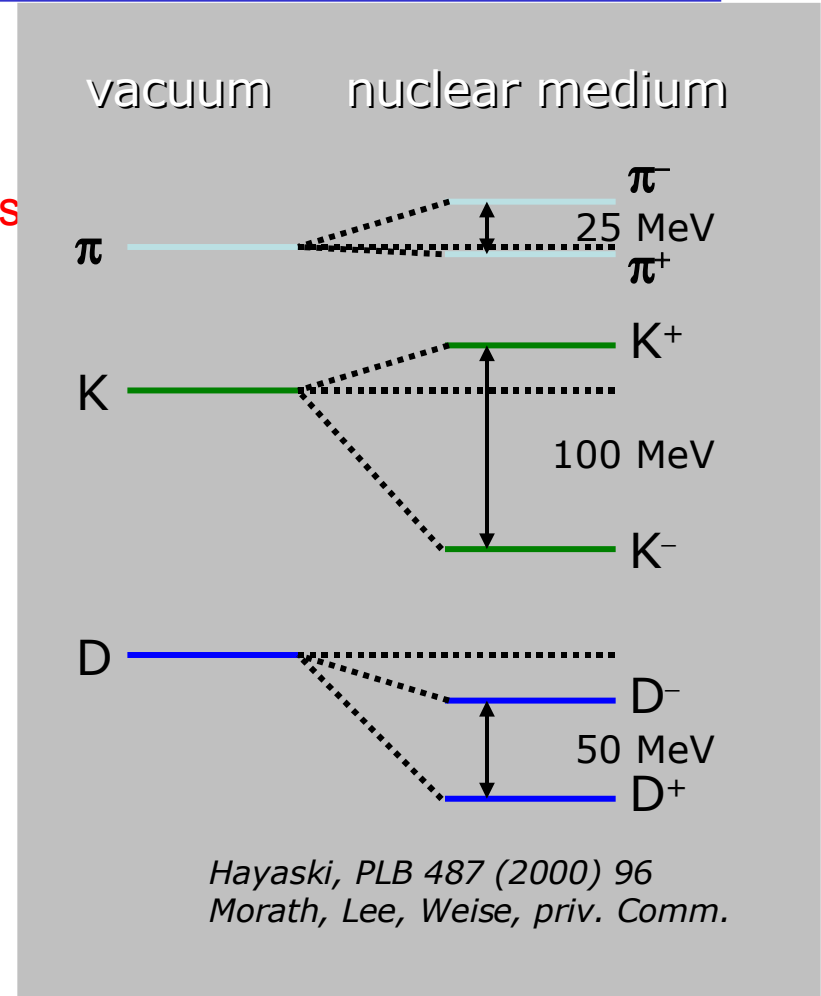 vacuum nuclear medium
s
π⁻
π 25 MeV
π⁺
K⁺
K
100 MeV
K⁻
D
D⁻
50 MeV
D⁺
Hayaski, PLB 487 (2000) 96
Morath, Lee, Weise, priv. Comm.